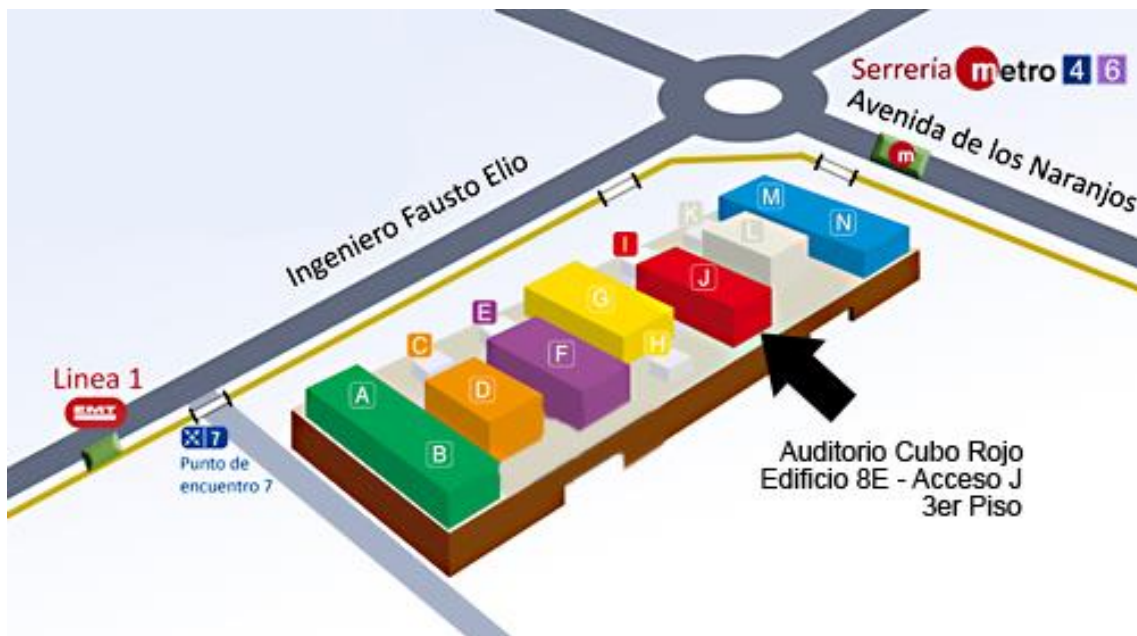 Serrería metro 4 6
Avenida de los Naranjos
Ingeniero Fausto Elio
m
M
K
L
N
I
J
G
E
H
C
F
Linea 1
EMT
A
D
B
7
Punto de
encuentro 7
Auditorio Cubo Rojo
Edificio 8E - Acceso J
3er Piso